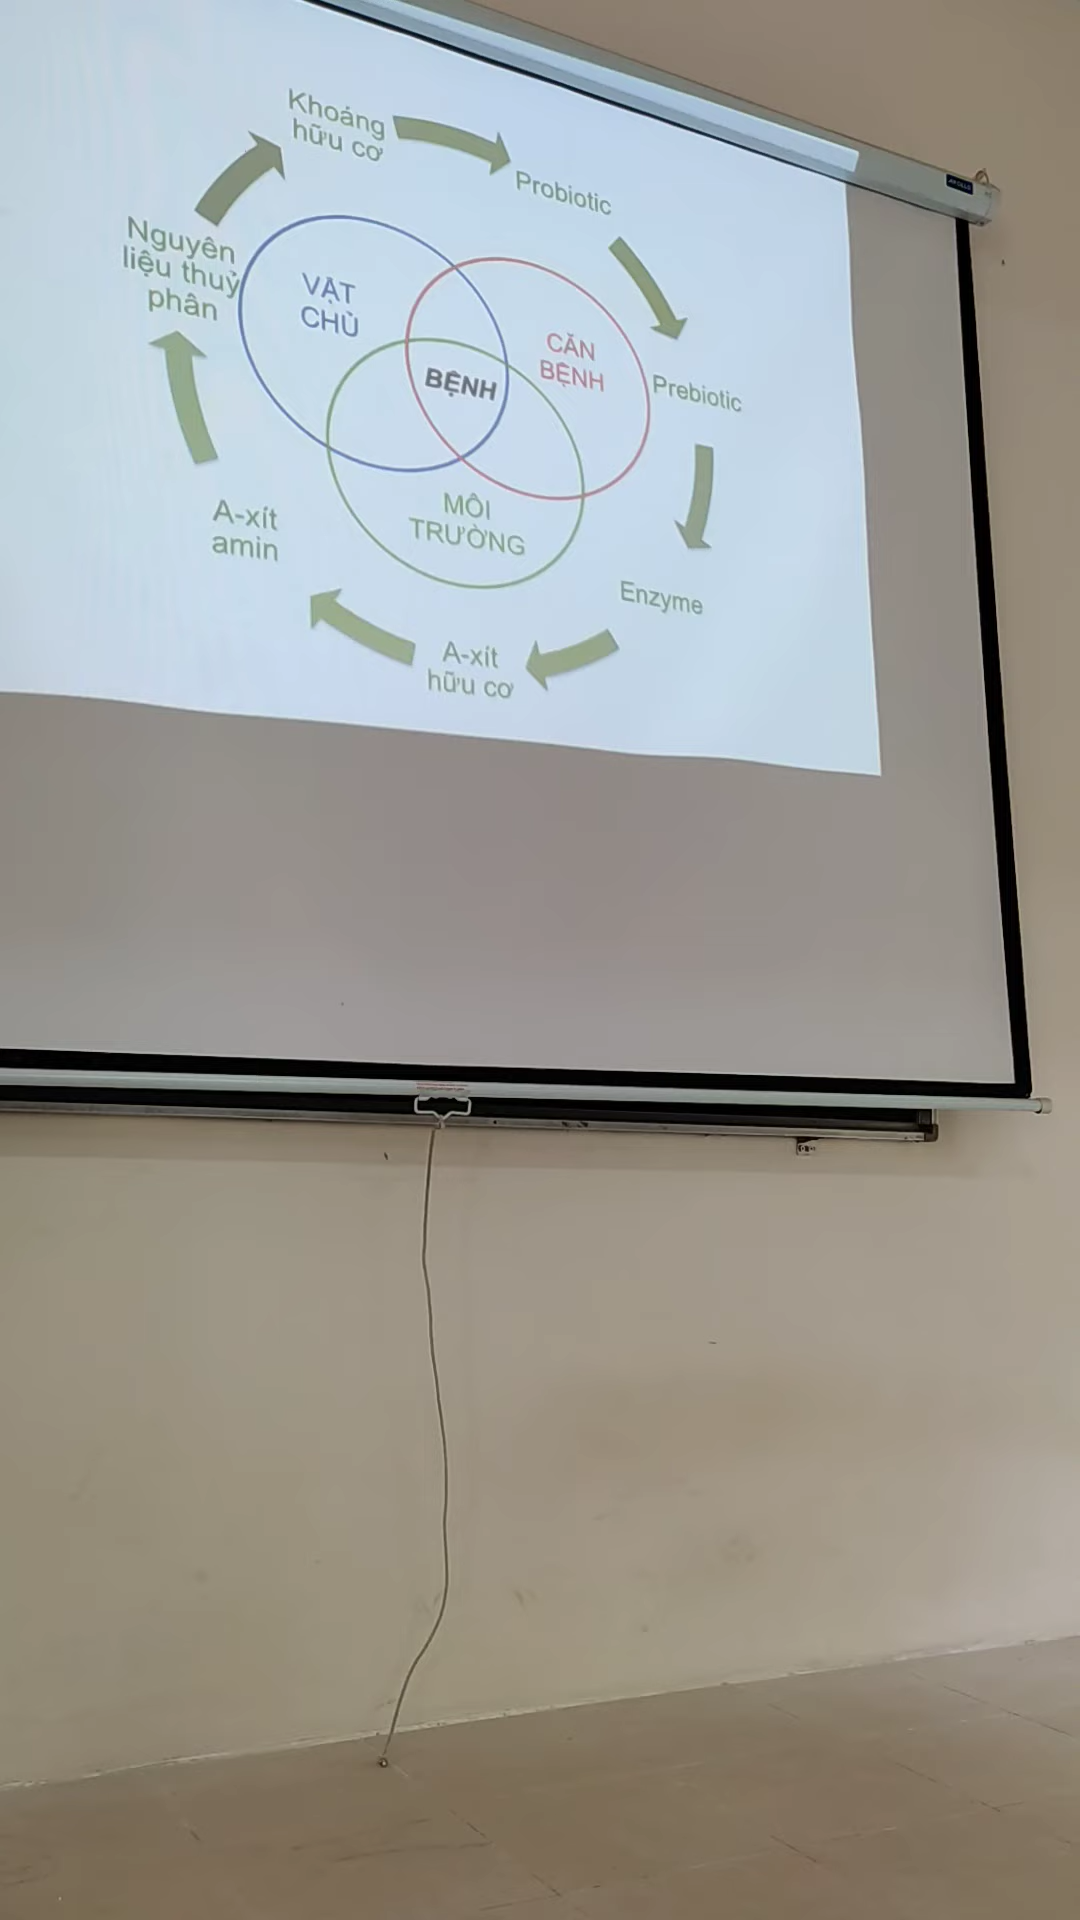 Khoáng
hữu cơ
Probiotic
Nguyên
liệu thuỷ
phân
VẬT
CHỦ
CĂN
BỆNH
BỆNH
Prebiotic
MÔI
TRƯỜNG
A-xít
amin
Enzyme
A-xít
hữu cơ